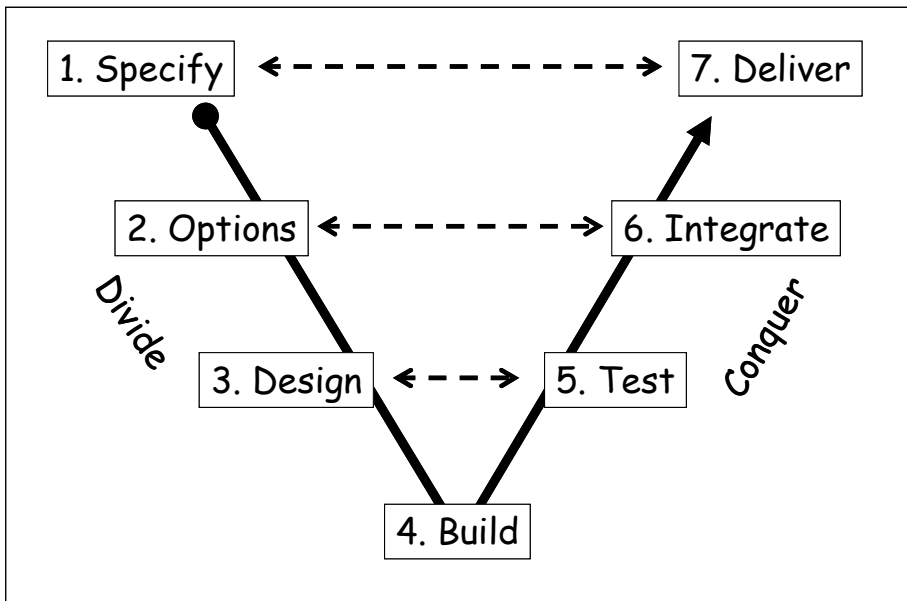 1. Specify
7. Deliver
2. Options
6. Integrate
Divide
Conquer
3. Design
5. Test
4. Build